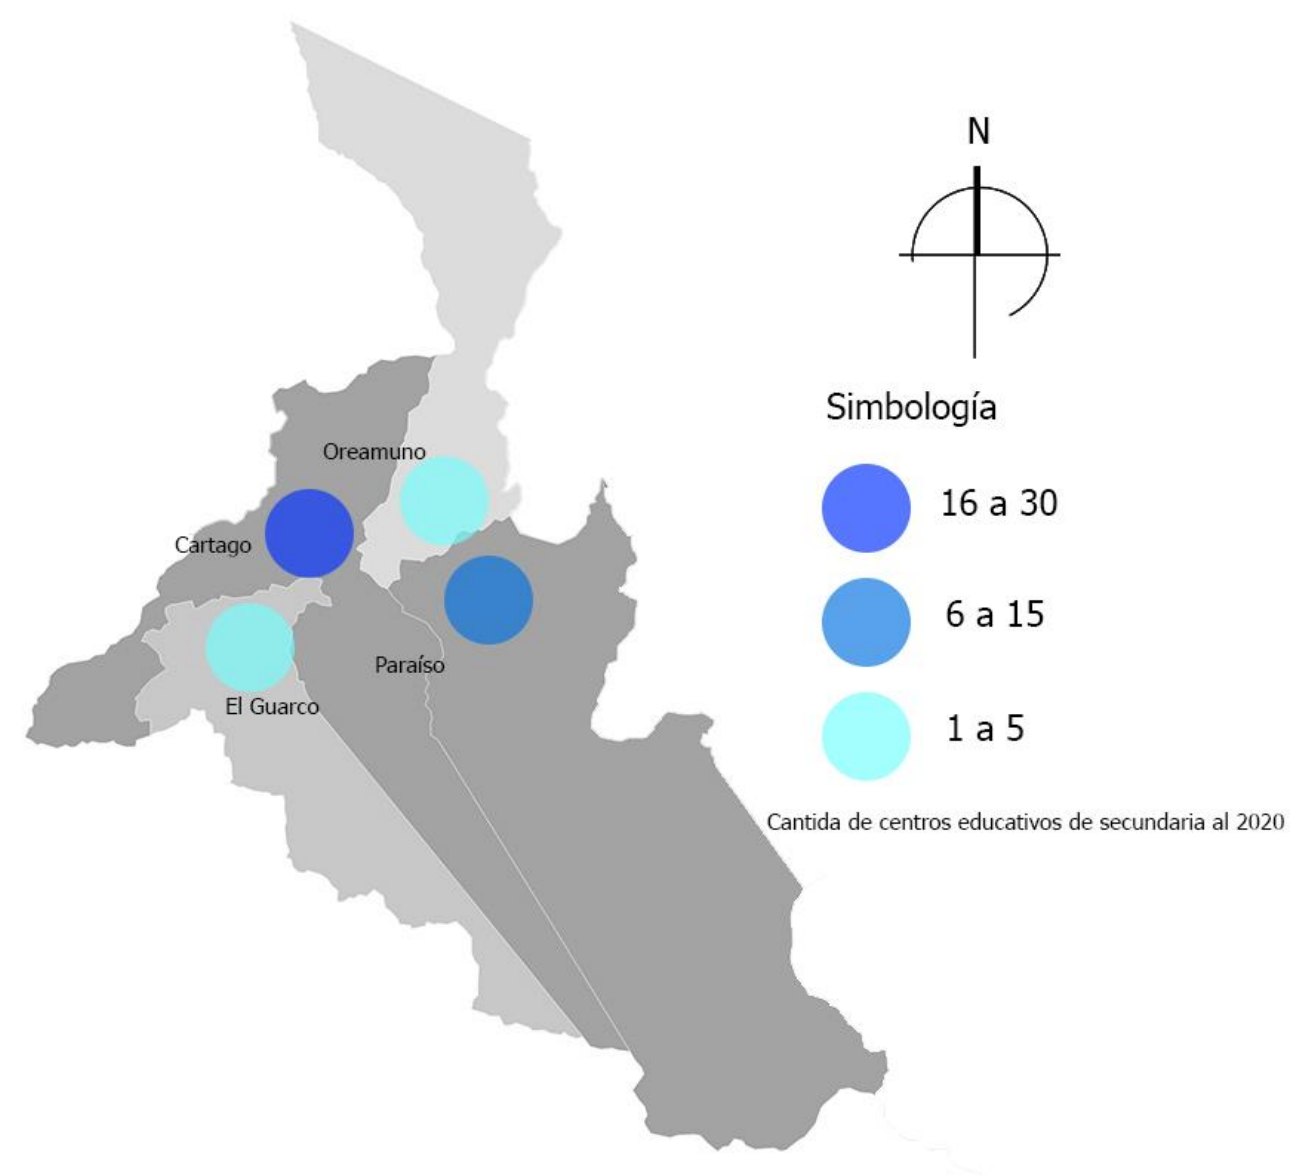 N
Simbología
16 a 30
6 a 15
1 a 5
Cantida de centros educativos de secundaria al 2020
Oreamuno
Cartago
Paraíso
El Guarco